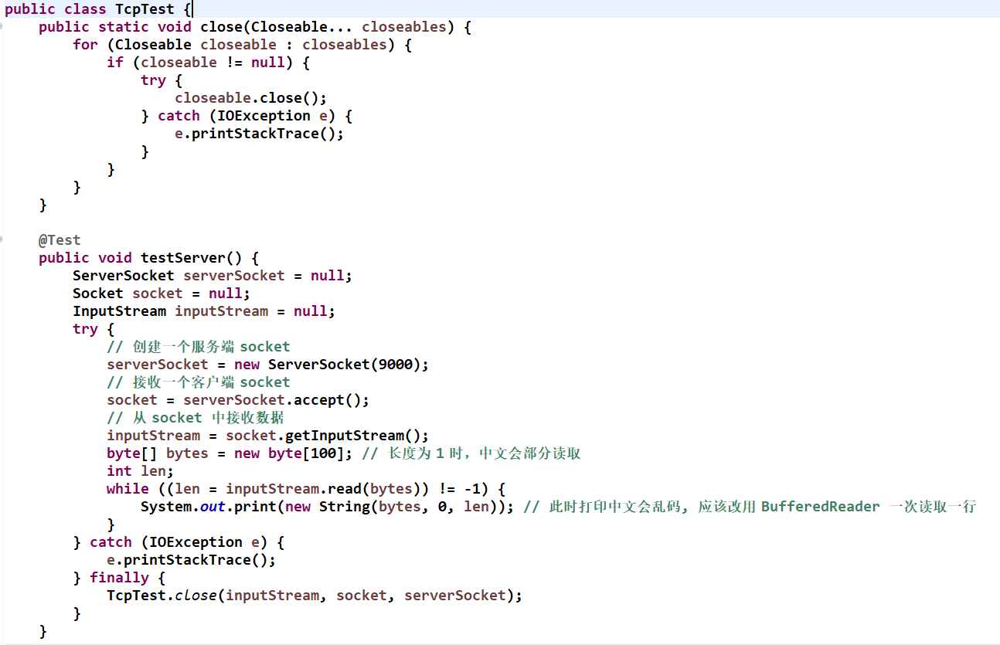 public class TcpTest {
    public static void close(Closeable... closeables) {
        for (Closeable closeable : closeables) {
            if (closeable != null) {
                try {
                    closeable.close();
                } catch (IOException e) {
                    e.printStackTrace();
                }
            }
        }
    }

    @Test
    public void testServer() {
        ServerSocket serverSocket = null;
        Socket socket = null;
        InputStream inputStream = null;
        try {
            // 创建一个服务端 socket
            serverSocket = new ServerSocket(9000);
            // 接收一个客户端 socket
            socket = serverSocket.accept();
            // 从 socket 中接收数据
            inputStream = socket.getInputStream();
            byte[] bytes = new byte[100]; // 长度为 1 时，中文会部分读取
            int len;
            while ((len = inputStream.read(bytes)) != -1) {
                System.out.print(new String(bytes, 0, len)); // 此时打印中文会乱码, 应该改用 BufferedReader 一次读取一行
            }
        } catch (IOException e) {
            e.printStackTrace();
        } finally {
            TcpTest.close(inputStream, socket, serverSocket);
        }
    }